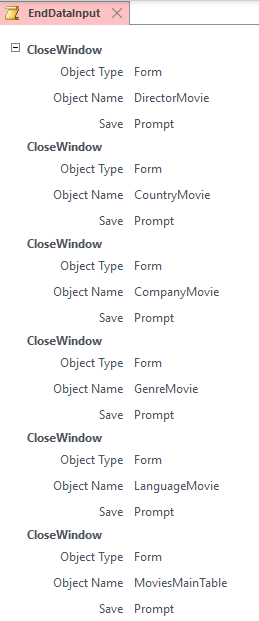 EndDataInput
CloseWindow
Object Type Form
Object Name DirectorMovie
Save Prompt
CloseWindow
Object Type Form
Object Name CountryMovie
Save Prompt
CloseWindow
Object Type Form
Object Name CompanyMovie
Save Prompt
CloseWindow
Object Type Form
Object Name GenreMovie
Save Prompt
CloseWindow
Object Type Form
Object Name LanguageMovie
Save Prompt
CloseWindow
Object Type Form
Object Name MoviesMainTable
Save Prompt